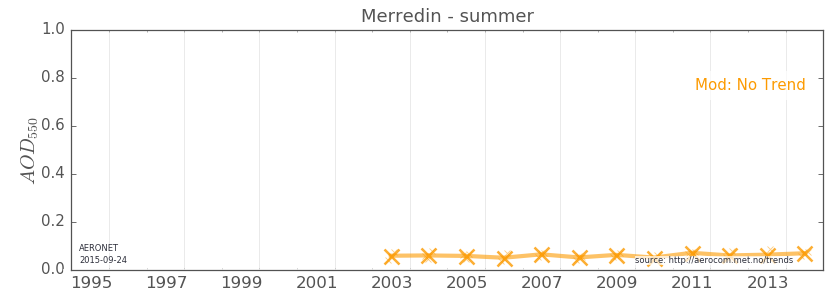 Merredin - summer
1.0
0.8
Mod: No Trend
0.6
AOD550
0.4
0.2
AERONET
2015-09-24
source: http://aerocom.met.no/trends
0.0
1995 1997 1999 2001 2003 2005 2007 2009 2011 2013